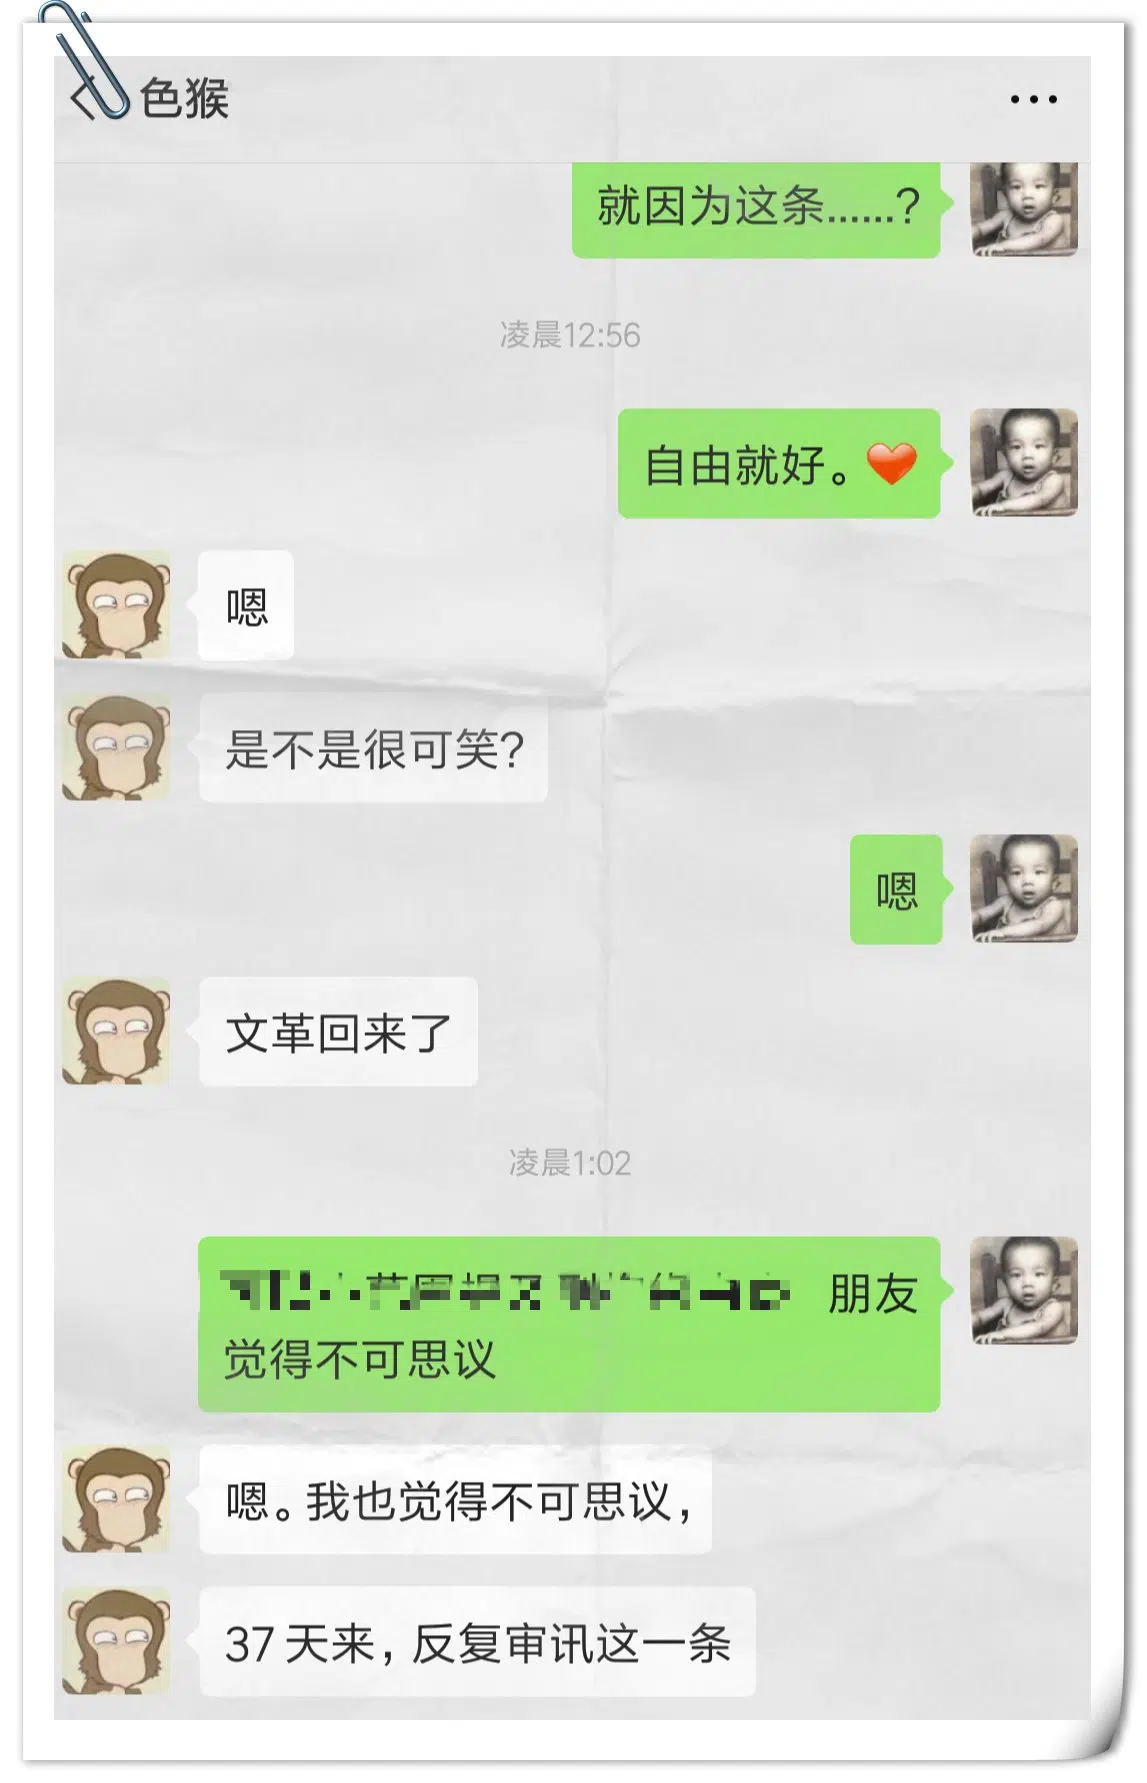 色猴
就因为这条......?
凌晨12:56
自由就好。
嗯
是不是很可笑?
嗯
文革回来了
凌晨1:02
朋友
觉得不可思议
嗯。我也觉得不可思议,
37天来,反复审讯这一条